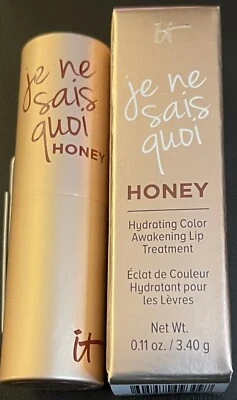 je ne
sais
quoi
HONEY
it
it
je ne
sais
quoi
HONEY
Hydrating Color
Awakening Lip
Treatment
Éclat de Couleur
Hydratant pour
les Lèvres
Net Wt.
0.11 oz. / 3.40 g